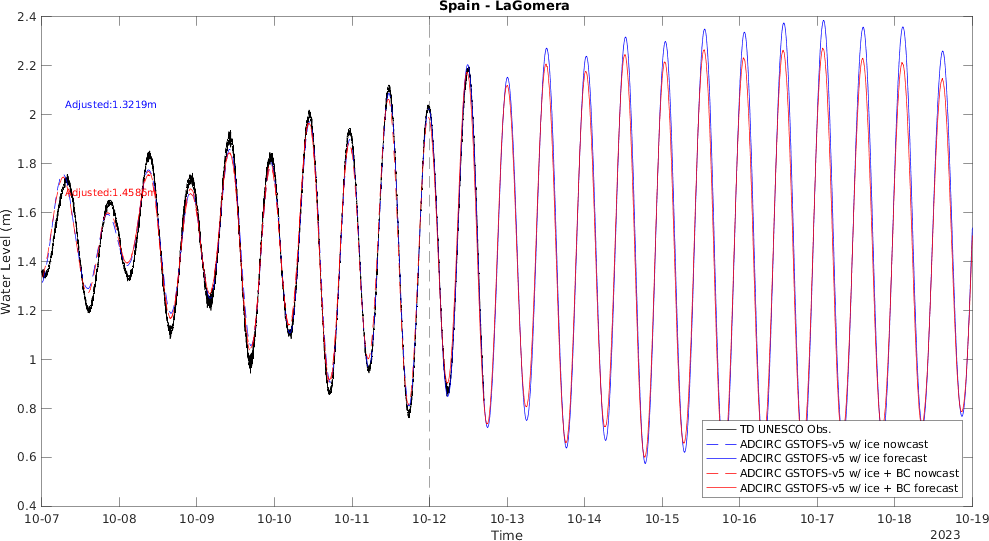 Spain - LaGomera
Water Level (m)
2.4
2.2
2
1.8
1.6
1.4
1.2
1
0.8
0.6
0.4
Adjusted:1.3219m
Adjusted:1.4586m
TD UNESCO Obs.
ADCIRC GSTOFS-v5 w/ ice nowcast
ADCIRC GSTOFS-v5 w/ ice forecast
ADCIRC GSTOFS-v5 w/ ice + BC nowcast
ADCIRC GSTOFS-v5 w/ ice + BC forecast
10-07 10-08 10-09 10-10 10-11 10-12 10-13 10-14 10-15 10-16 10-17 10-18 10-19
Time
2023